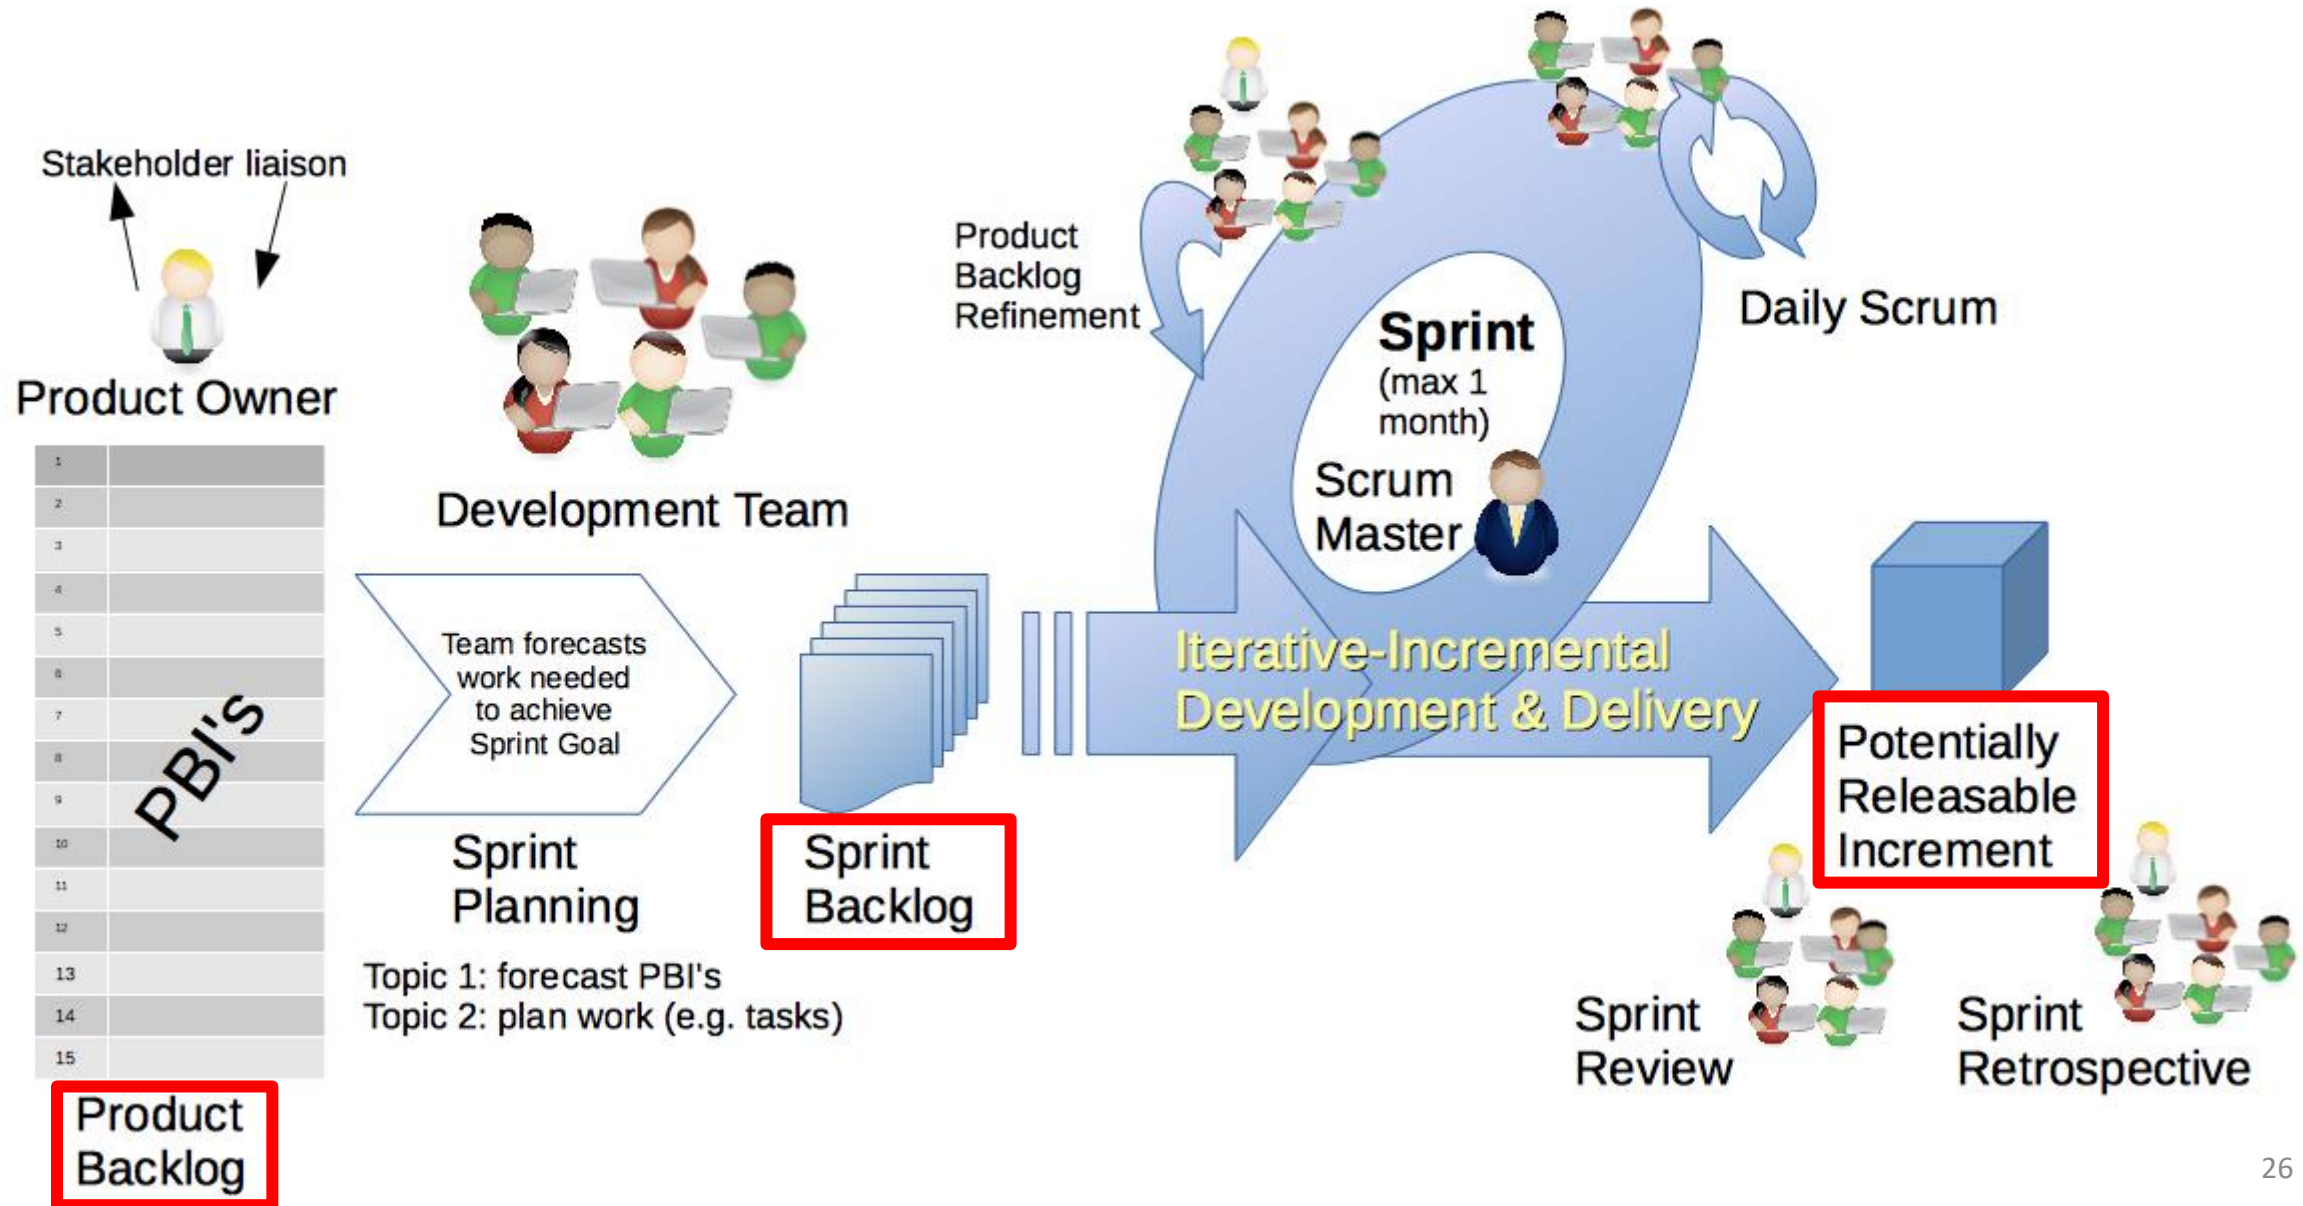 Stakeholder liaison
Product Owner
1
2
3
4
5
6
7
8
9
10
11
12
13
14
15
PBI's
Product
Backlog
Development Team
Team forecasts
work needed
to achieve
Sprint Goal
Sprint
Planning
Topic 1: forecast PBI's
Topic 2: plan work (e.g. tasks)
Sprint
Backlog
Product
Backlog
Refinement
Sprint
(max 1
month)
Scrum
Master
Daily Scrum
Iterative-Incremental
Development & Delivery
Potentially
Releasable
Increment
Sprint
Review
Sprint
Retrospective
26